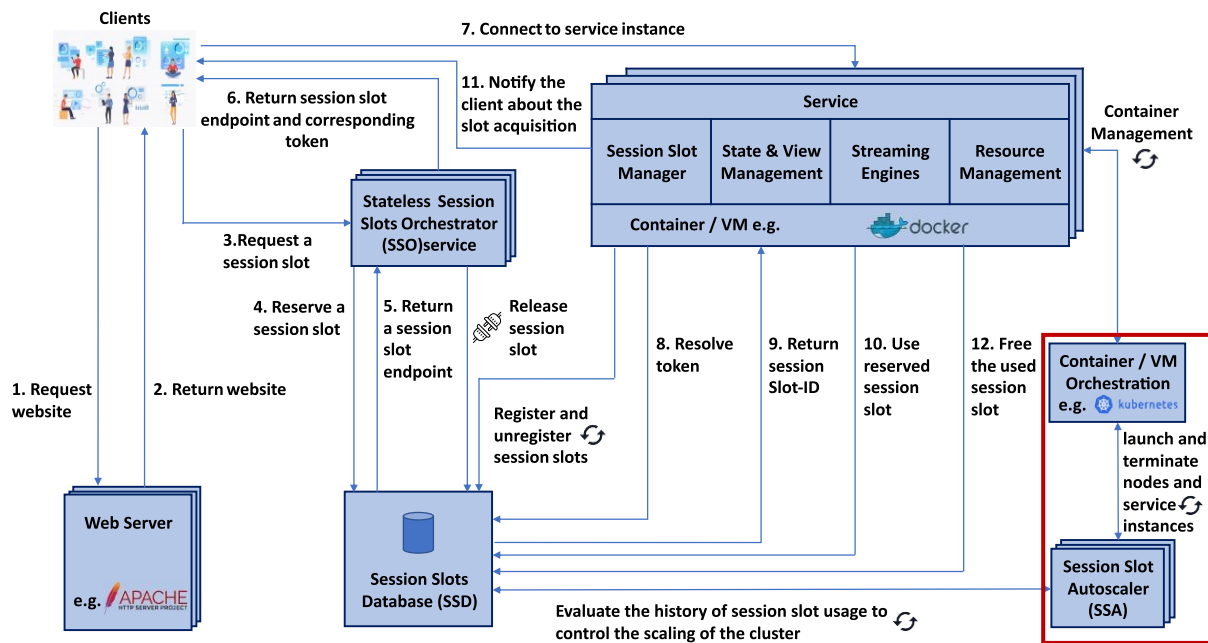 Clients
7. Connect to service instance
11. Notify
the client about the
slot acquisition
6. Return session slot
endpoint and corresponding
token
Service
Session Slot
Manager
State & View
Management
Streaming
Engines
Resource
Management
Container / VM e.g.
docker
Container
Management
Stateless Session
Slots Orchestrator
(SSO)service
3.Request a
session slot
4. Reserve a
session slot
5. Return
a session
slot
endpoint
Release
session
slot
8. Resolve
token
9. Return
session
Slot-ID
10. Use
reserved
session
slot
12. Free
the used
session
slot
Container / VM
Orchestration
e.g. kubernetes
1. Request
website
2. Return website
Register and
unregister
session slots
launch and
terminate
nodes and
service
instances
Web Server
e.g. APACHE
HTTP SERVER PROJECT
Session Slots
Database (SSD)
Session Slot
Autoscaler
(SSA)
Evaluate the history of session slot usage to
control the scaling of the cluster